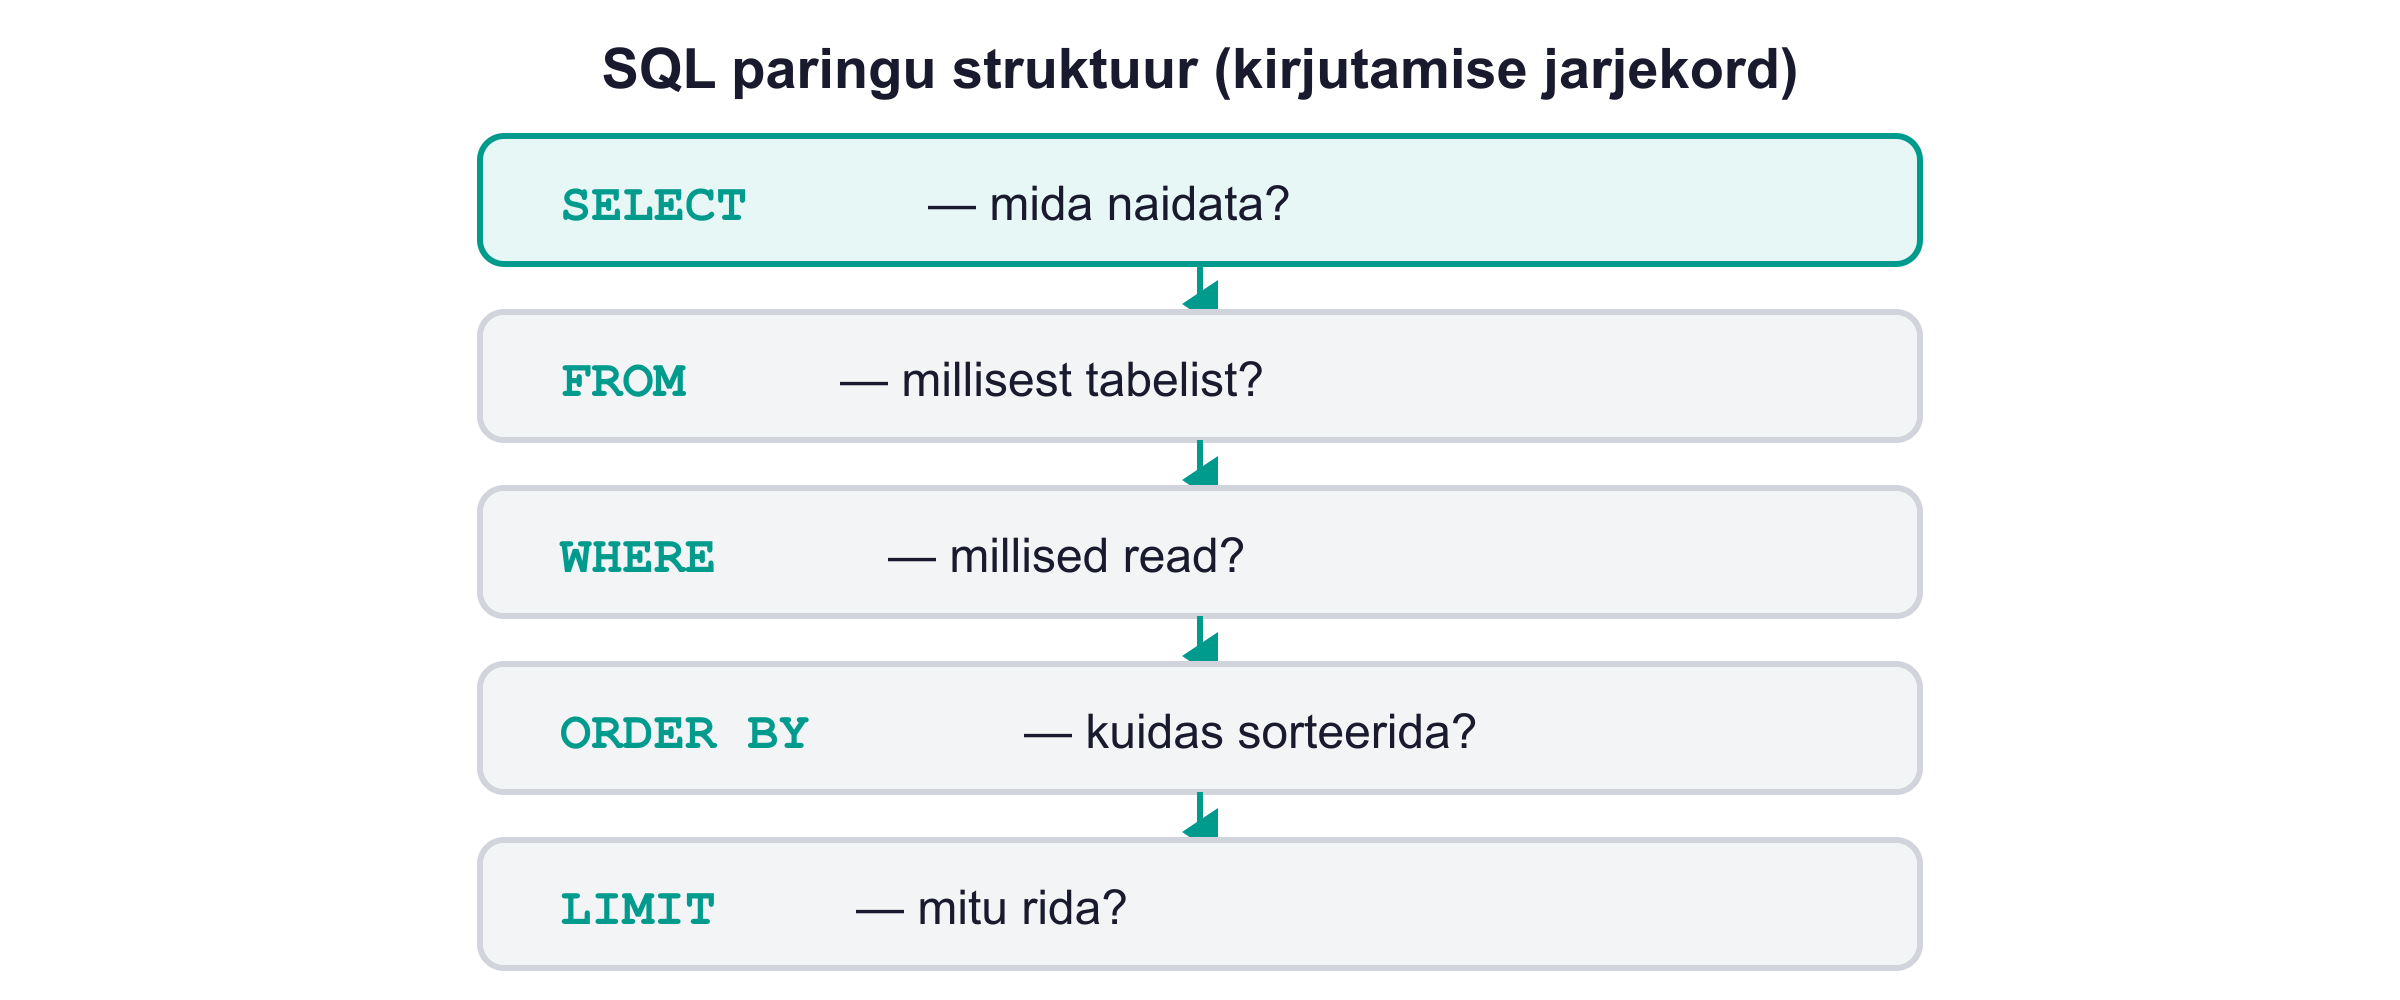 SQL paringu struktuur (kirjutamise jarjekord)
SELECT — mida naidata?
FROM — millisest tabelist?
WHERE — millised read?
ORDER BY — kuidas sorteerida?
LIMIT — mitu rida?